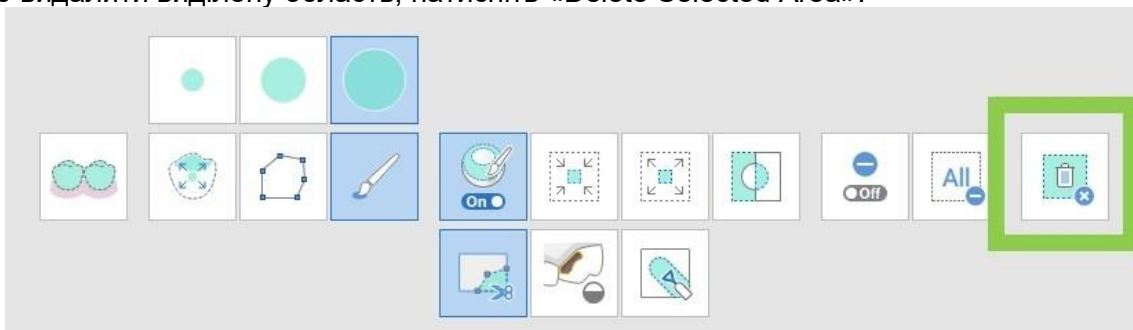 видалити виділену область, натисніть «Delete Selected Area».
On
Off
All